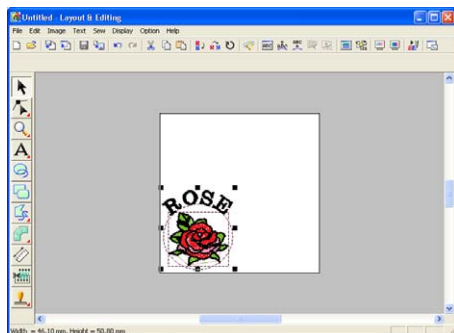 Untitled - Layout & Editing
File Edit Image Text Sew Display Option Help
A
ROSE
Width = 46.10 mm, Height = 50.80 mm